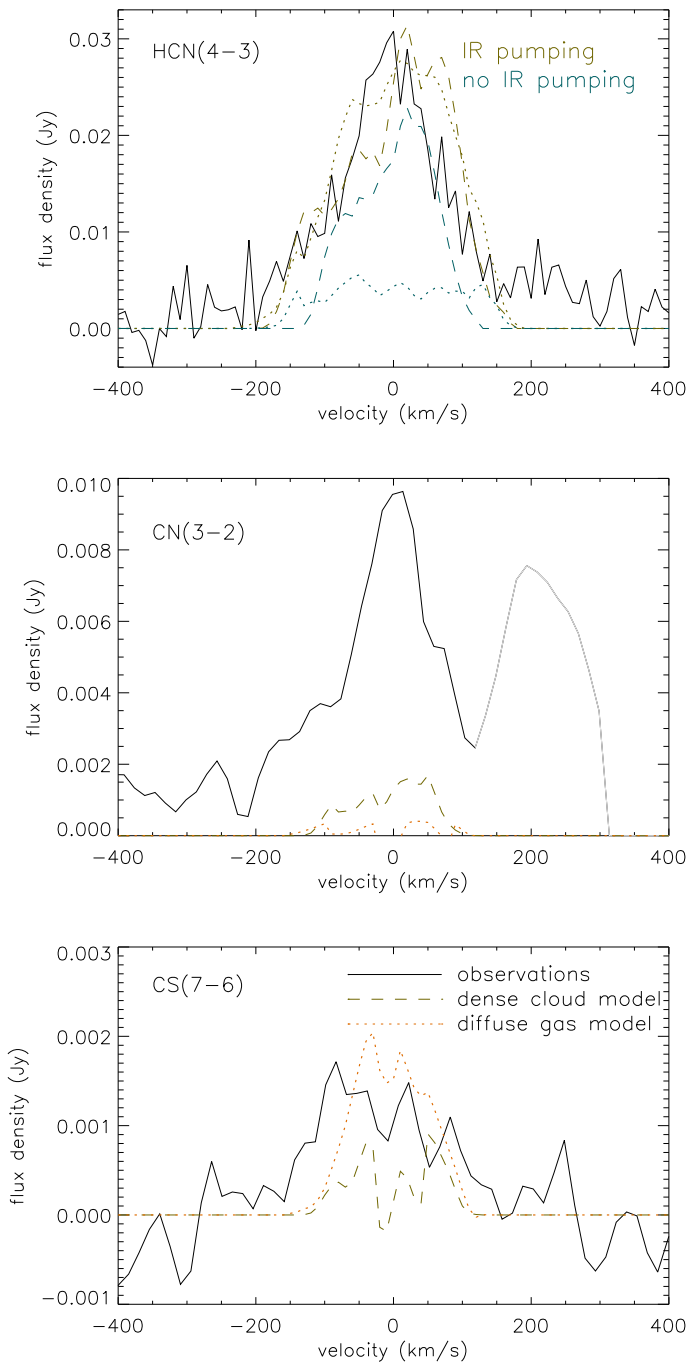 HCN(4−3)
IR pumping
no IR pumping
flux density (Jy)
0.03
0.02
0.01
0.00
−400
−200
0
200
400
velocity (km/s)
CN(3−2)
flux density (Jy)
0.010
0.008
0.006
0.004
0.002
0.000
−400
−200
0
200
400
velocity (km/s)
CS(7−6)
observations
dense cloud model
diffuse gas model
flux density (Jy)
0.003
0.002
0.001
0.000
−0.001
−400
−200
0
200
400
velocity (km/s)